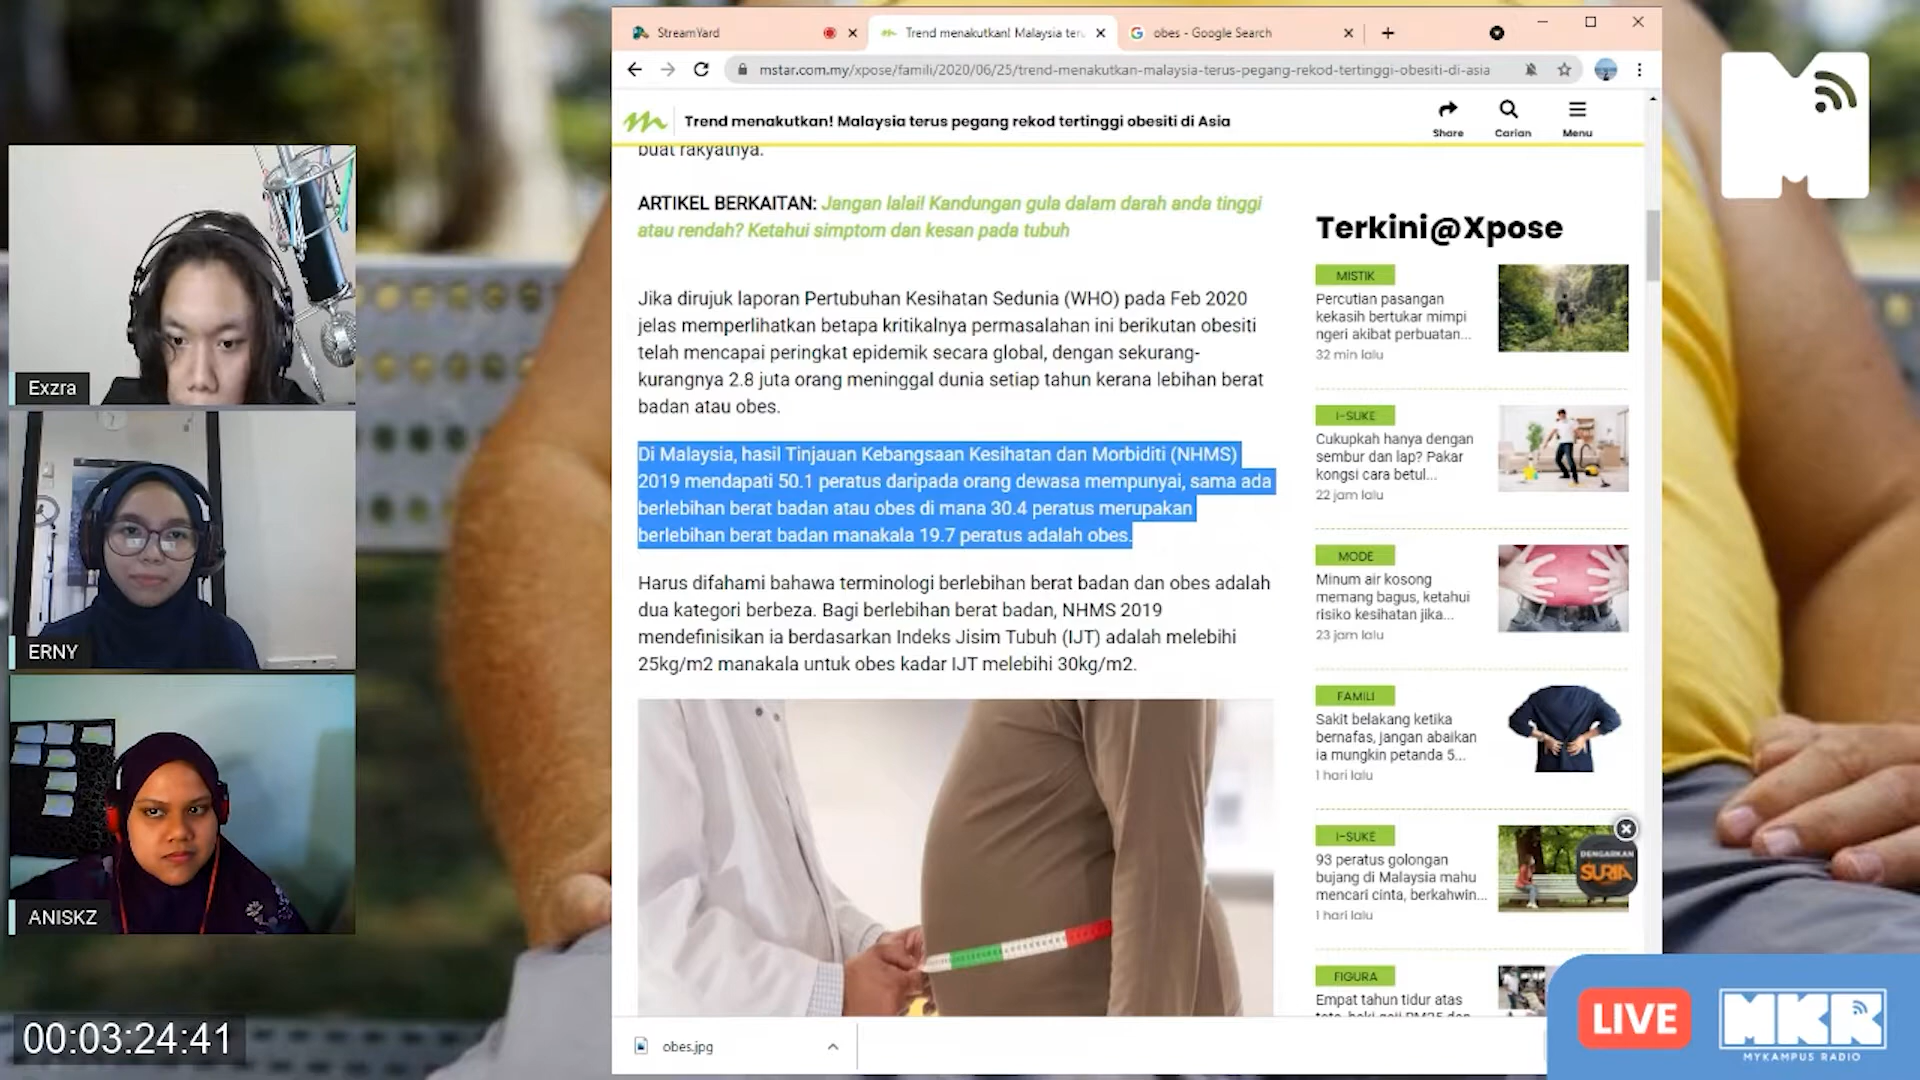 StreamYard
Trend menakutkan! Malaysia ter
obes - Google Search
mstar.com.my/xpose/famili/2020/06/25/trend-menakutkan-malaysia-terus-pegang-rekod-tertinggi-obesiti-di-asia
Trend menakutkan! Malaysia terus pegang rekod tertinggi obesiti di Asia
Share
Carian
Menu
buat rakyatnya.
ARTIKEL BERKAITAN: Jangan lalai! Kandungan gula dalam darah anda tinggi
atau rendah? Ketahui simptom dan kesan pada tubuh
Jika dirujuk laporan Pertubuhan Kesihatan Sedunia (WHO) pada Feb 2020
jelas memperlihatkan betapa kritikalnya permasalahan ini berikutan obesiti
telah mencapai peringkat epidemik secara global, dengan sekurang-
kurangnya 2.8 juta orang meninggal dunia setiap tahun kerana lebihan berat
badan atau obes.
Di Malaysia, hasil Tinjauan Kebangsaan Kesihatan dan Morbiditi (NHMS)
2019 mendapati 50.1 peratus daripada orang dewasa mempunyai, sama ada
berlebihan berat badan atau obes di mana 30.4 peratus merupakan
berlebihan berat badan manakala 19.7 peratus adalah obes.
Harus difahami bahawa terminologi berlebihan berat badan dan obes adalah
dua kategori berbeza. Bagi berlebihan berat badan, NHMS 2019
mendefinisikan ia berdasarkan Indeks Jisim Tubuh (IJT) adalah melebihi
25kg/m2 manakala untuk obes kadar IJT melebihi 30kg/m2.
Terkini@Xpose
MISTIK
Percutian pasangan
kekasih bertukar mimpi
ngeri akibat perbuatan...
32 min lalu
I-SUKE
Cukupkah hanya dengan
sembur dan lap? Pakar
kongsi cara betul...
22 jam lalu
MODE
Minum air kosong
memang bagus, ketahui
risiko kesihatan jika...
23 jam lalu
FAMILI
Sakit belakang ketika
bernafas, jangan abaikan
ia mungkin petanda 5...
1 hari lalu
I-SUKE
93 peratus golongan
bujang di Malaysia mahu
mencari cinta, berkahwin...
1 hari lalu
DENGARKAN
SURIA
FIGURA
Empat tahun tidur atas
obes.jpg
Exzra
ERNY
ANISKZ
00:03:24:41
LIVE
MKR
MYKAMPUS RADIO